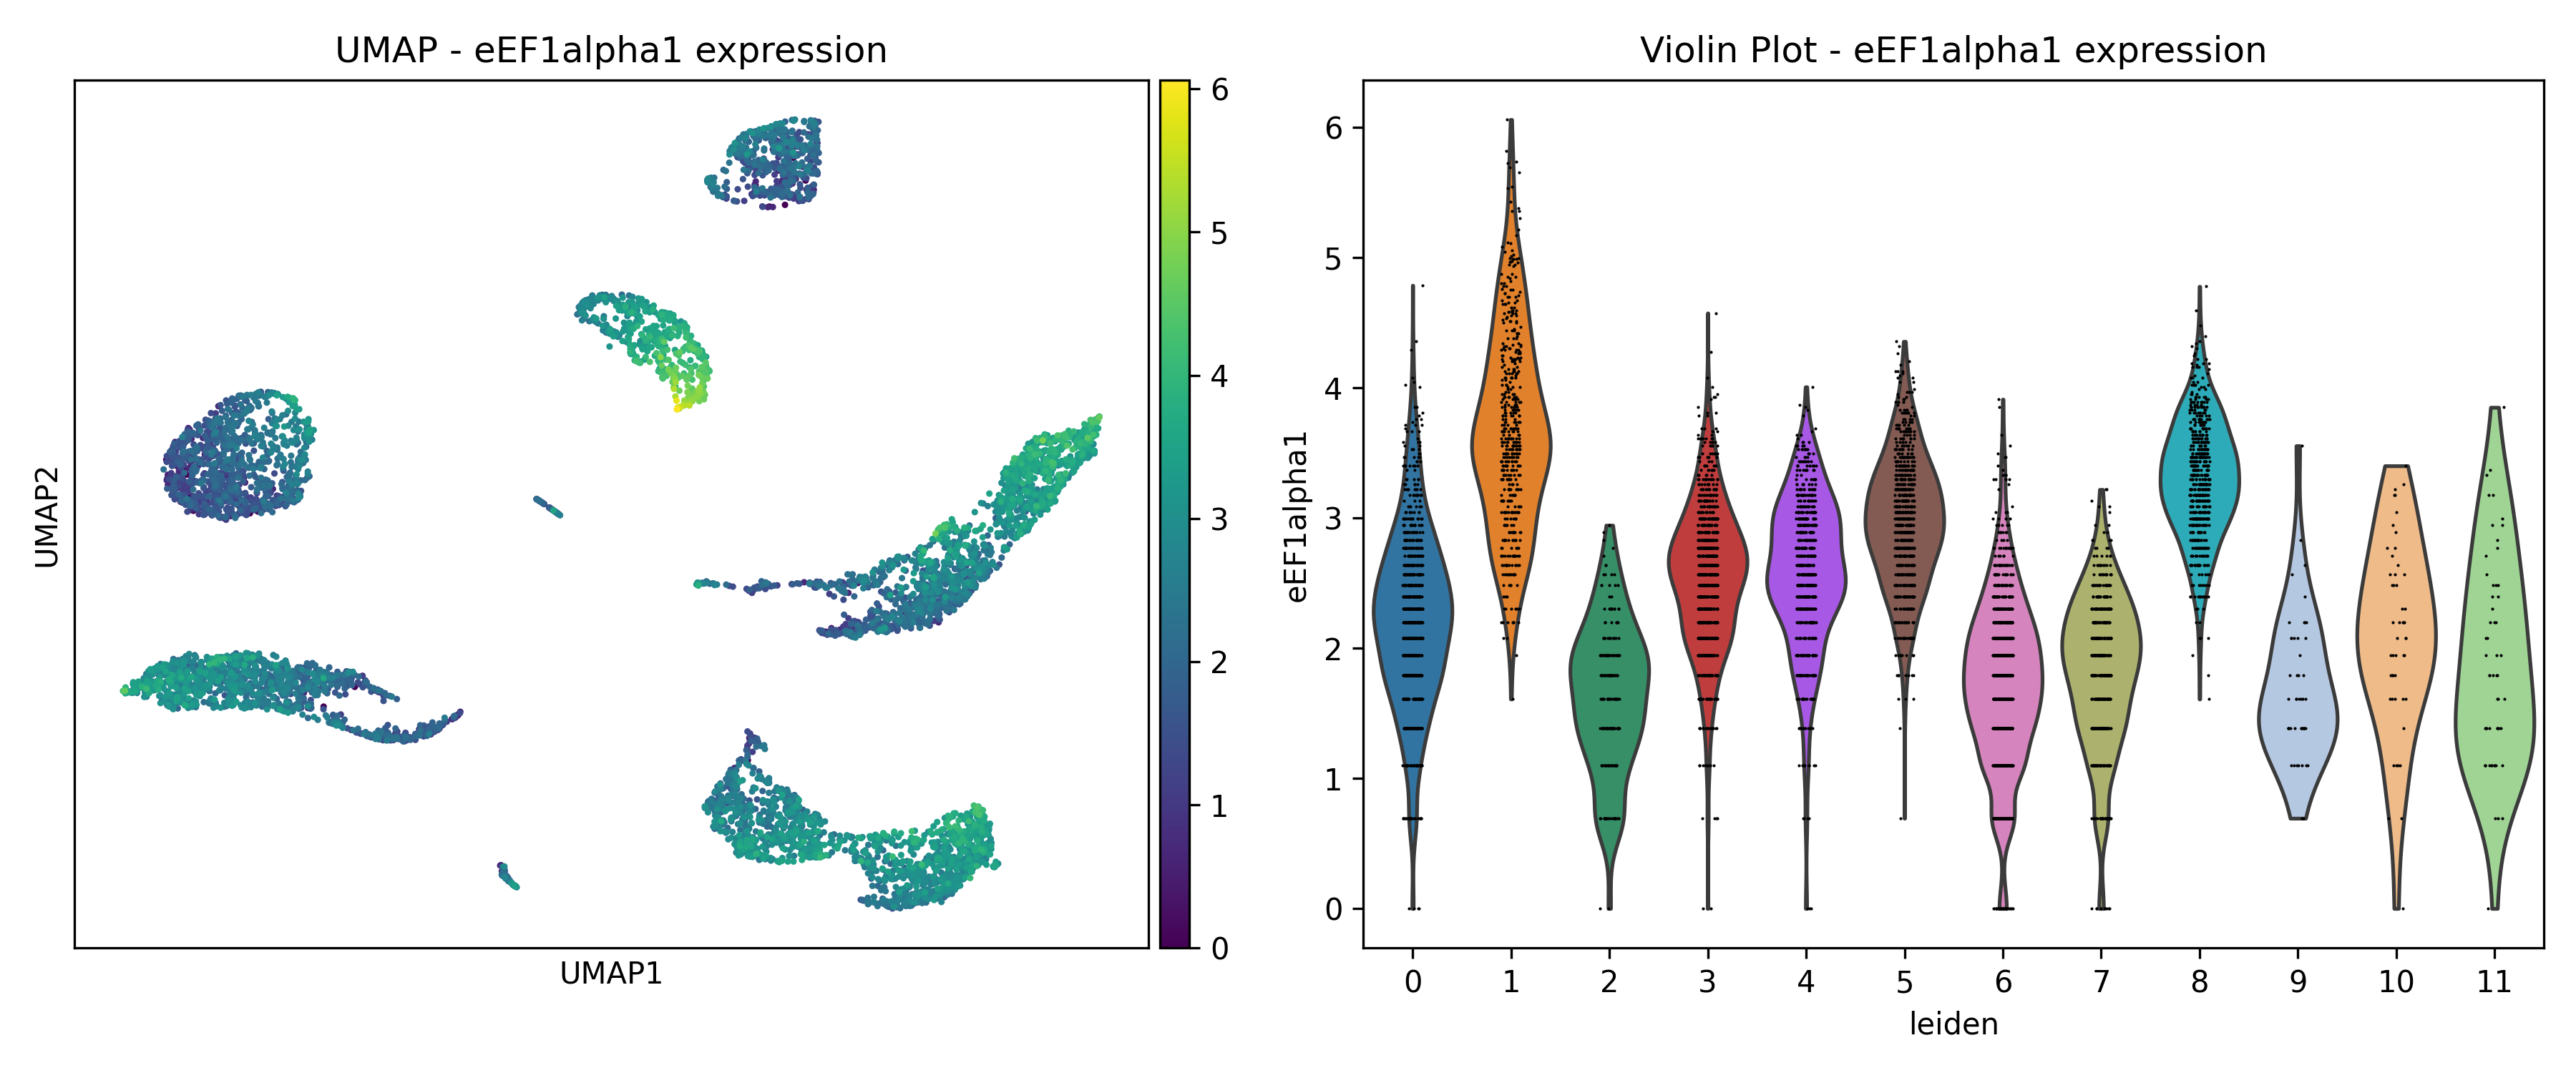 UMAP - eEF1alpha1 expression
UMAP2
UMAP1
6
5
4
3
2
1
0
Violin Plot - eEF1alpha1 expression
eEF1alpha1
6
5
4
3
2
1
0
0 1 2 3 4 5 6 7 8 9 10 11
leiden